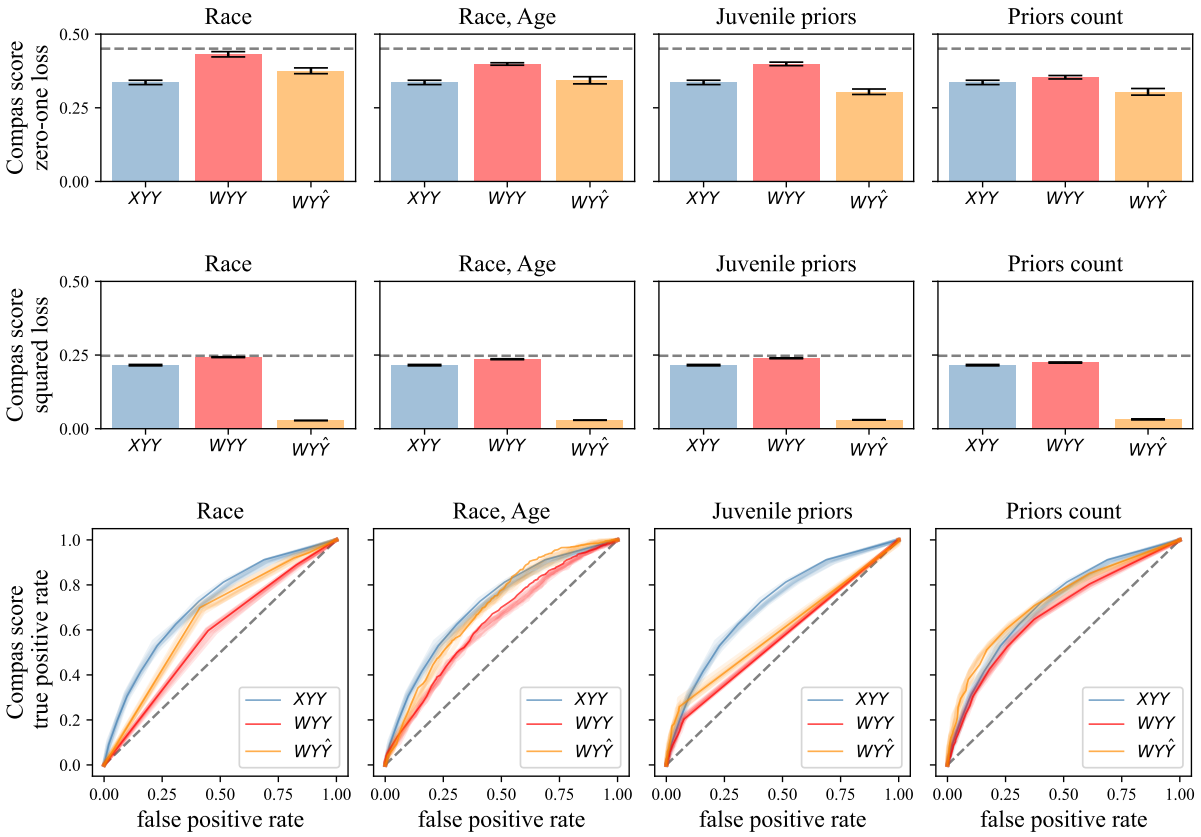 Race
Race, Age
Juvenile priors
Priors count
Compas score
zero-one loss
0.50
0.25
0.00
XYY
WYY
WYŶ
XYY
WYY
WYŶ
XYY
WYY
WYŶ
XYY
WYY
WYŶ
Race
Race, Age
Juvenile priors
Priors count
Compas score
squared loss
0.50
0.25
0.00
XYY
WYY
WYŶ
XYY
WYY
WYŶ
XYY
WYY
WYŶ
XYY
WYY
WYŶ
Race
Race, Age
Juvenile priors
Priors count
Compas score
true positive rate
1.0
0.8
0.6
0.4
0.2
0.0
XYY
WYY
WYŶ
XYY
WYY
WYŶ
XYY
WYY
WYŶ
XYY
WYY
WYŶ
0.00 0.25 0.50 0.75 1.00
0.00 0.25 0.50 0.75 1.00
0.00 0.25 0.50 0.75 1.00
0.00 0.25 0.50 0.75 1.00
false positive rate
false positive rate
false positive rate
false positive rate